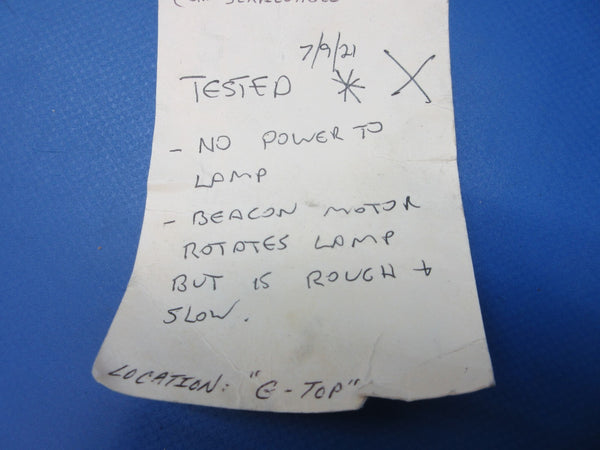 7/9/21
TESTED * X
- NO POWER TO
LAMP
- BEACON MOTOR
ROTATES LAMP
BUT IS ROUGH +
SLOW.
LOCATION: "G-TOP"